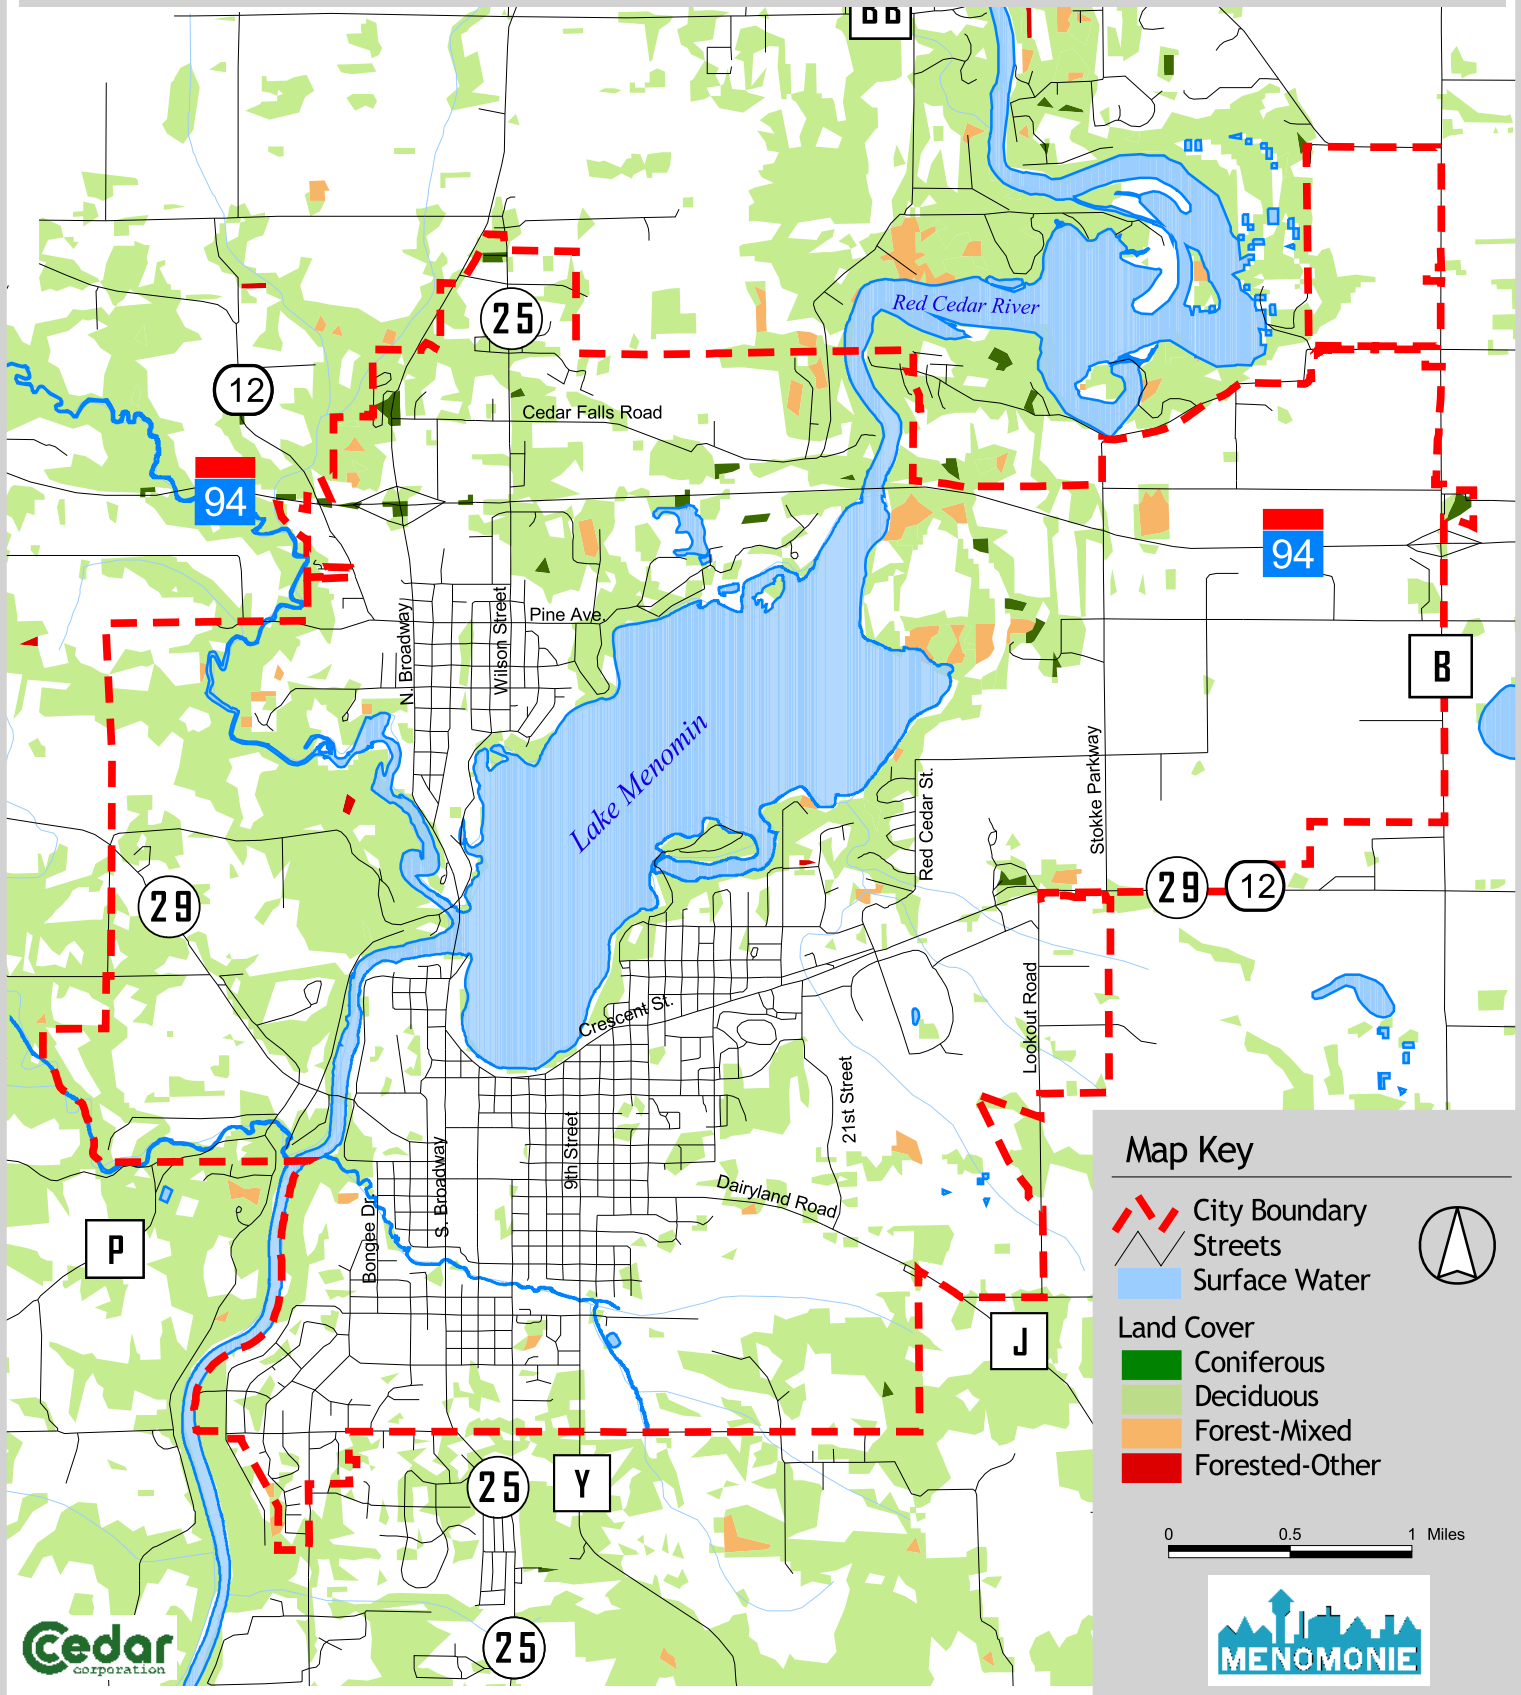 BB
25
Red Cedar River
12
Cedar Falls Road
94
94
Pine Ave.
Wilson Street
N. Broadway
B
Lake Menomin
Stokke Parkway
Red Cedar St.
29
12
29
Crescent St.
Lookout Road
21st Street
9th Street
S. Broadway
Dairyland Road
Bongee Dr.
P
J
25
Y
25
Map Key
City Boundary
Streets
Surface Water
Land Cover
Coniferous
Deciduous
Forest-Mixed
Forested-Other
0 0.5 1 Miles
Cedar
corporation
MENOMONIE